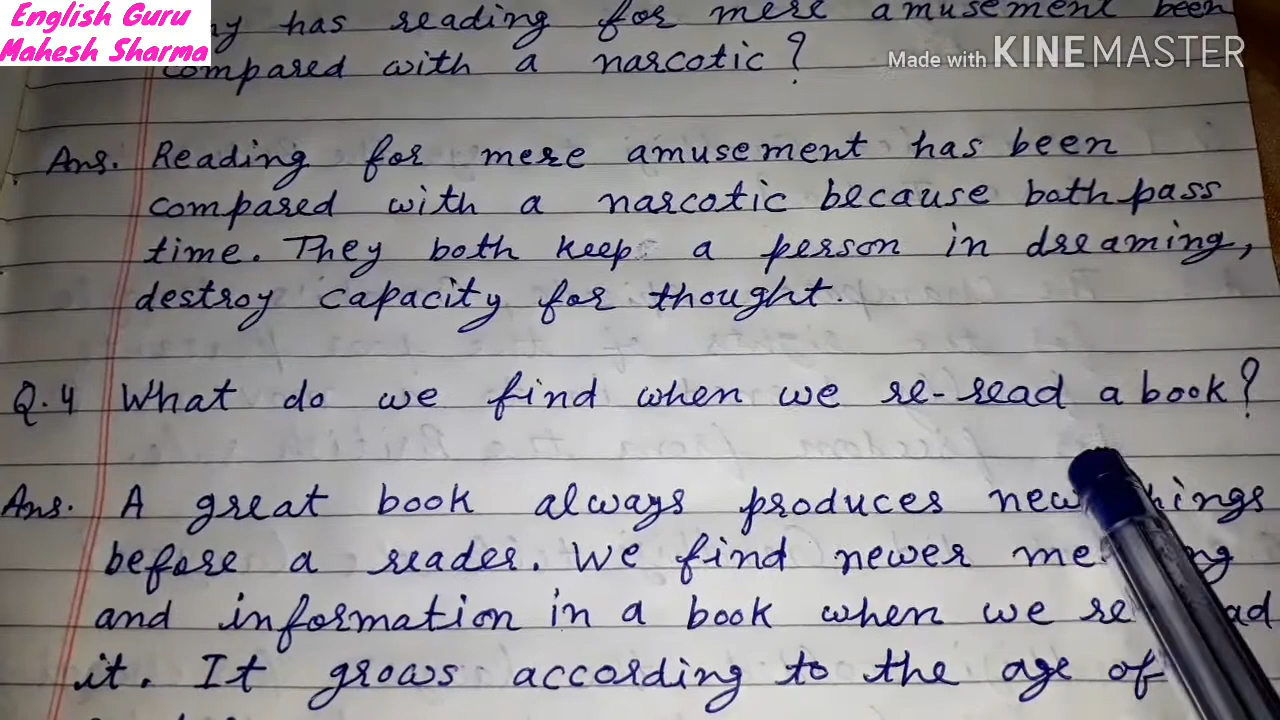 English Guru
Mahesh Sharma
Made with KINEMASTER
has reading for mere amusement been
compared with a narcotic?
Ans. Reading for mere amusement has been
compared with a narcotic because both pass
time. They both keep a person in dreaming,
destroy capacity for thought.
Q.4 What do we find when we re-read a book?
Ans. A great book always produces new
before a reader. We find newer
and information in a book when we
it. It grows according to the age of